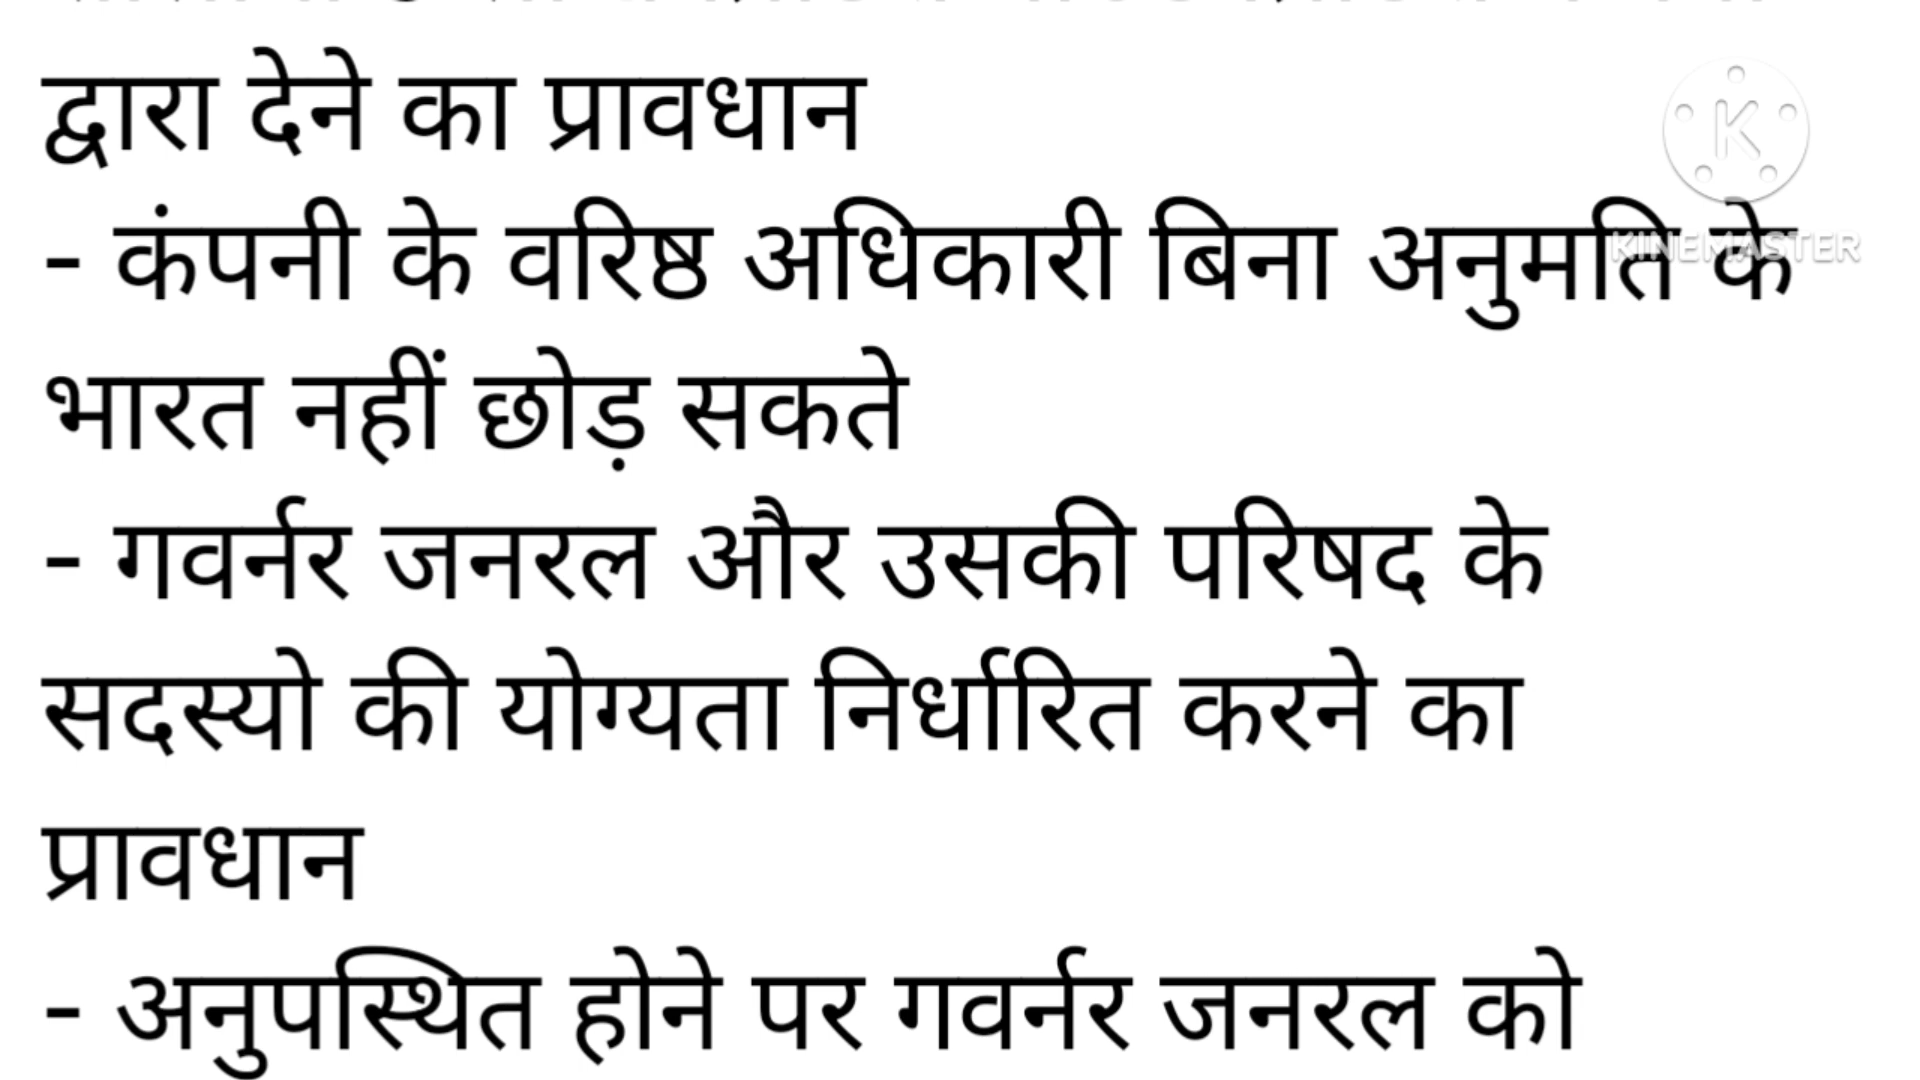 द्वारा देने का प्रावधान
- कंपनी के वरिष्ठ अधिकारी बिना अनुमति के
भारत नहीं छोड़ सकते
- गवर्नर जनरल और उसकी परिषद के
सदस्यो की योग्यता निर्धारित करने का
प्रावधान
- अनुपस्थित होने पर गवर्नर जनरल को
K
KINEMASTER